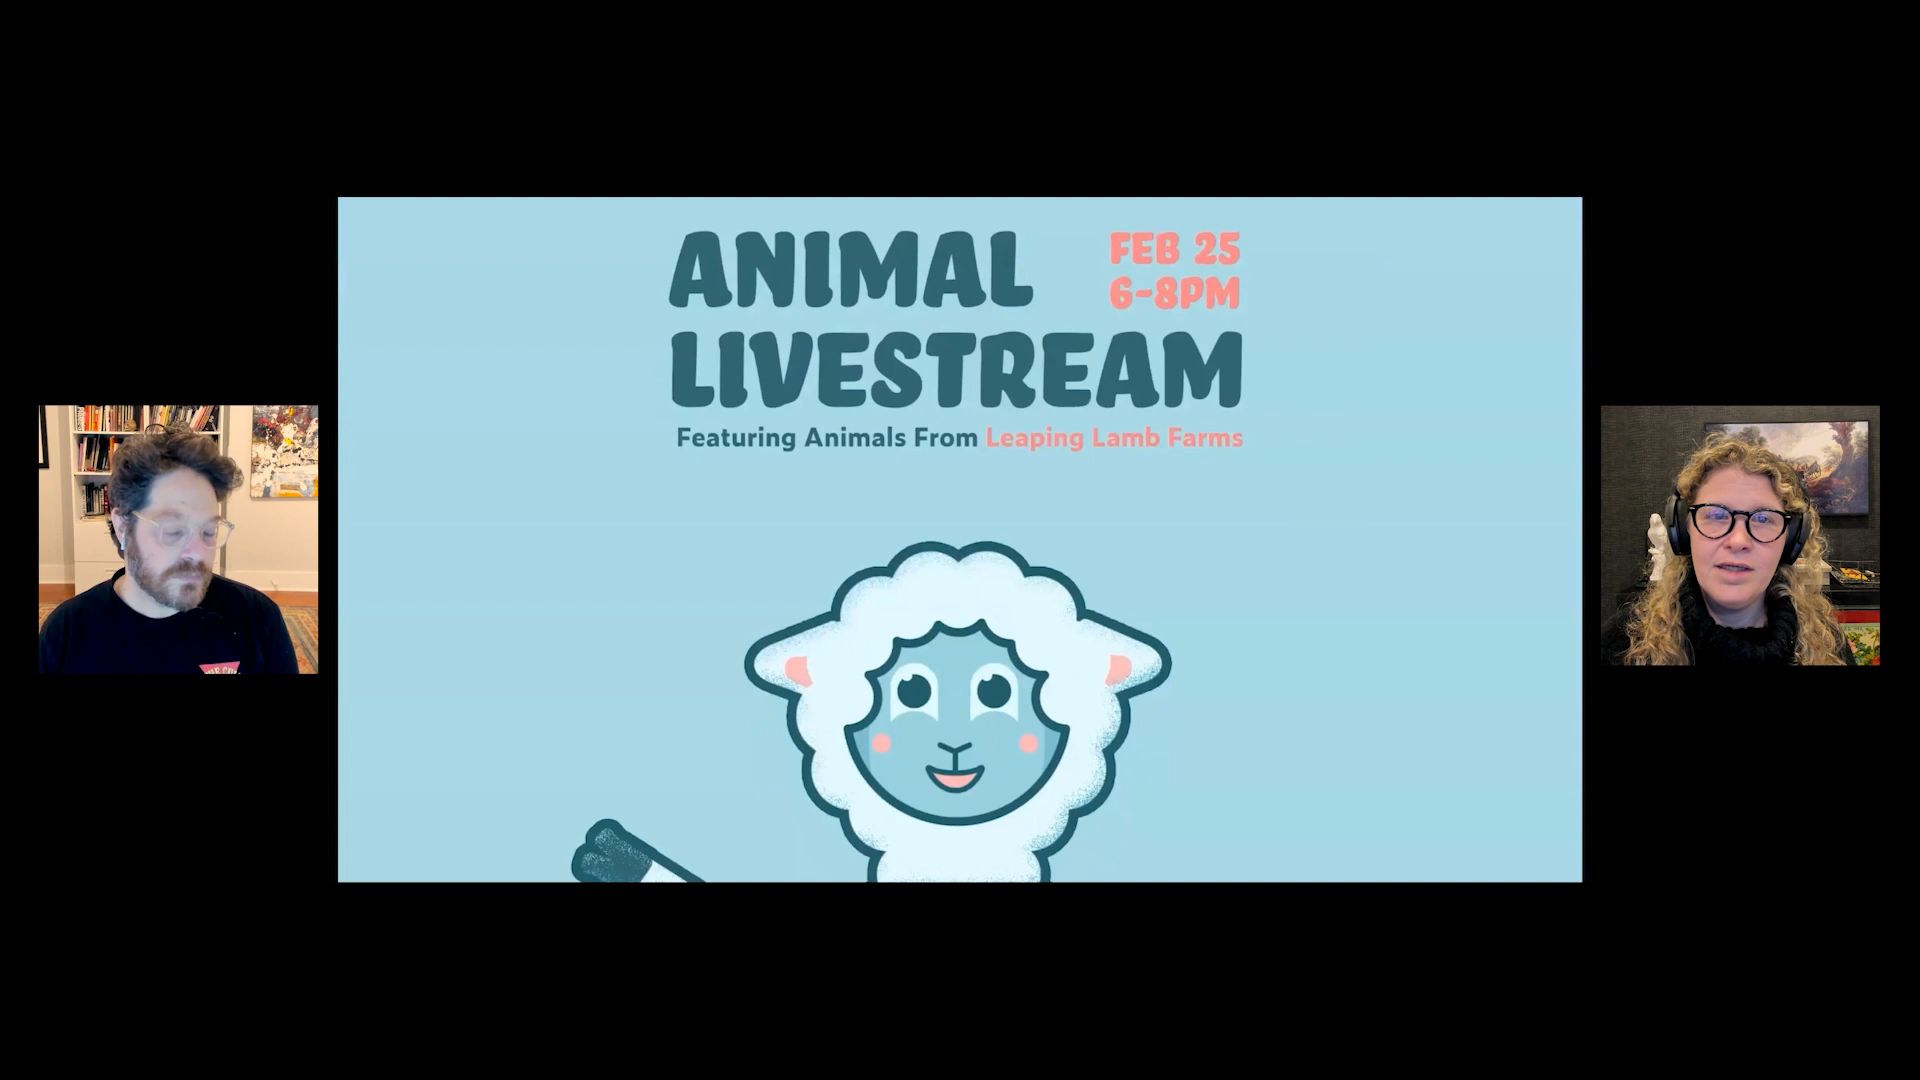 ANIMAL
LIVESTREAM
FEB 25
6-8PM
Featuring Animals From Leaping Lamb Farms